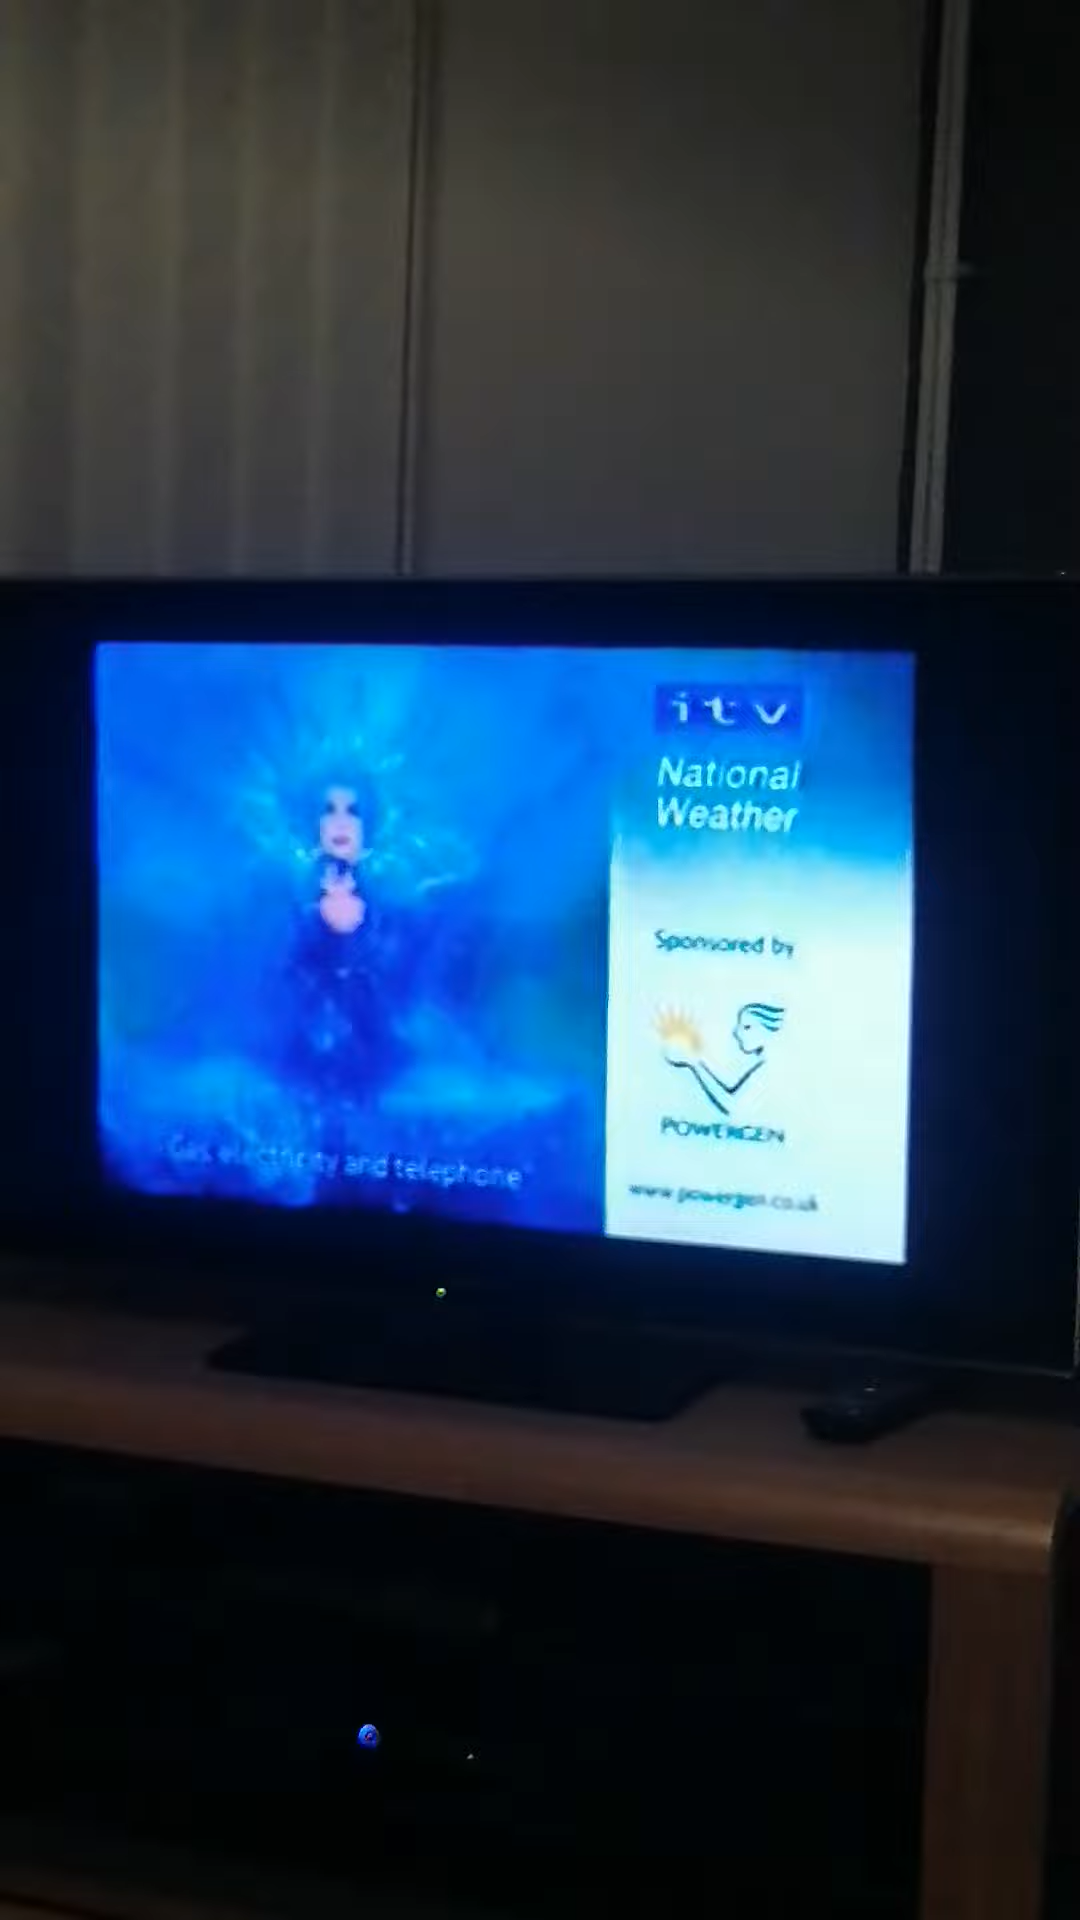 itv
National
Weather
Sponsored by
POWERGEN
www.powergen.co.uk
Gas, electricity and telephone